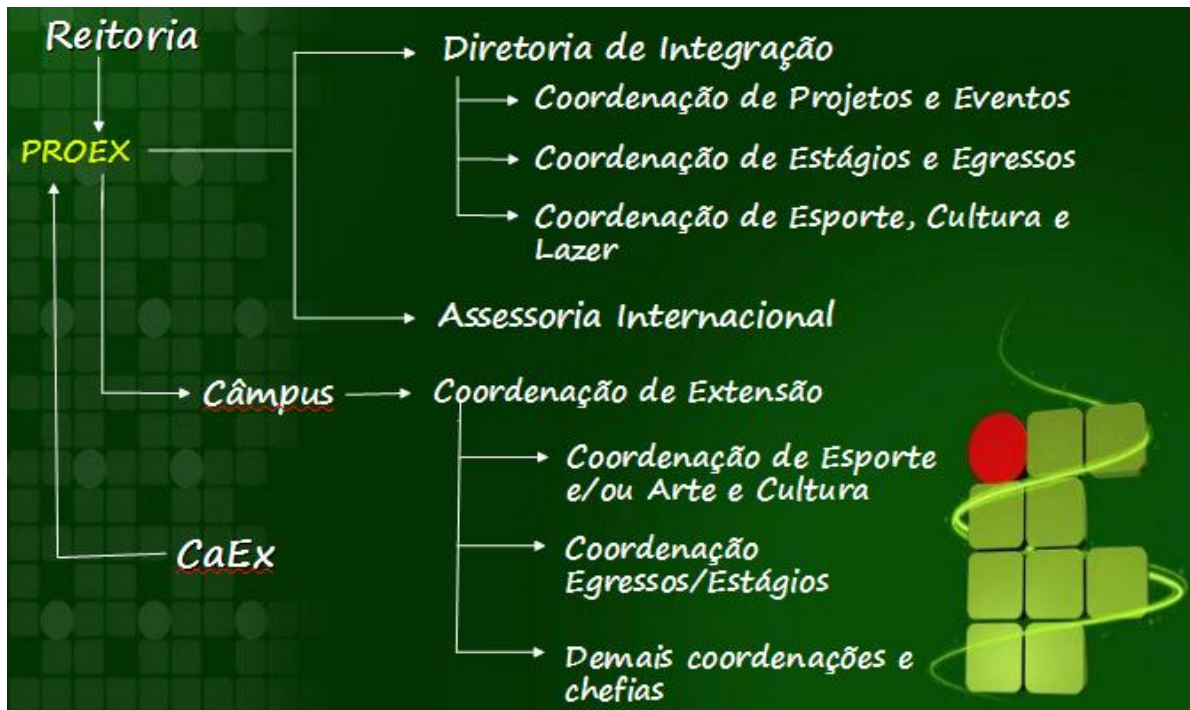 Reitoria
PROEX
Diretoria de Integração
Coordenação de Projetos e Eventos
Coordenação de Estágios e Egressos
Coordenação de Esporte, Cultura e
Lazer
Assessoria Internacional
Câmpus
Coordenação de Extensão
Coordenação de Esporte
e/ou Arte e Cultura
Coordenação
Egressos/Estágios
Demais coordenações e
chefias
CaEx